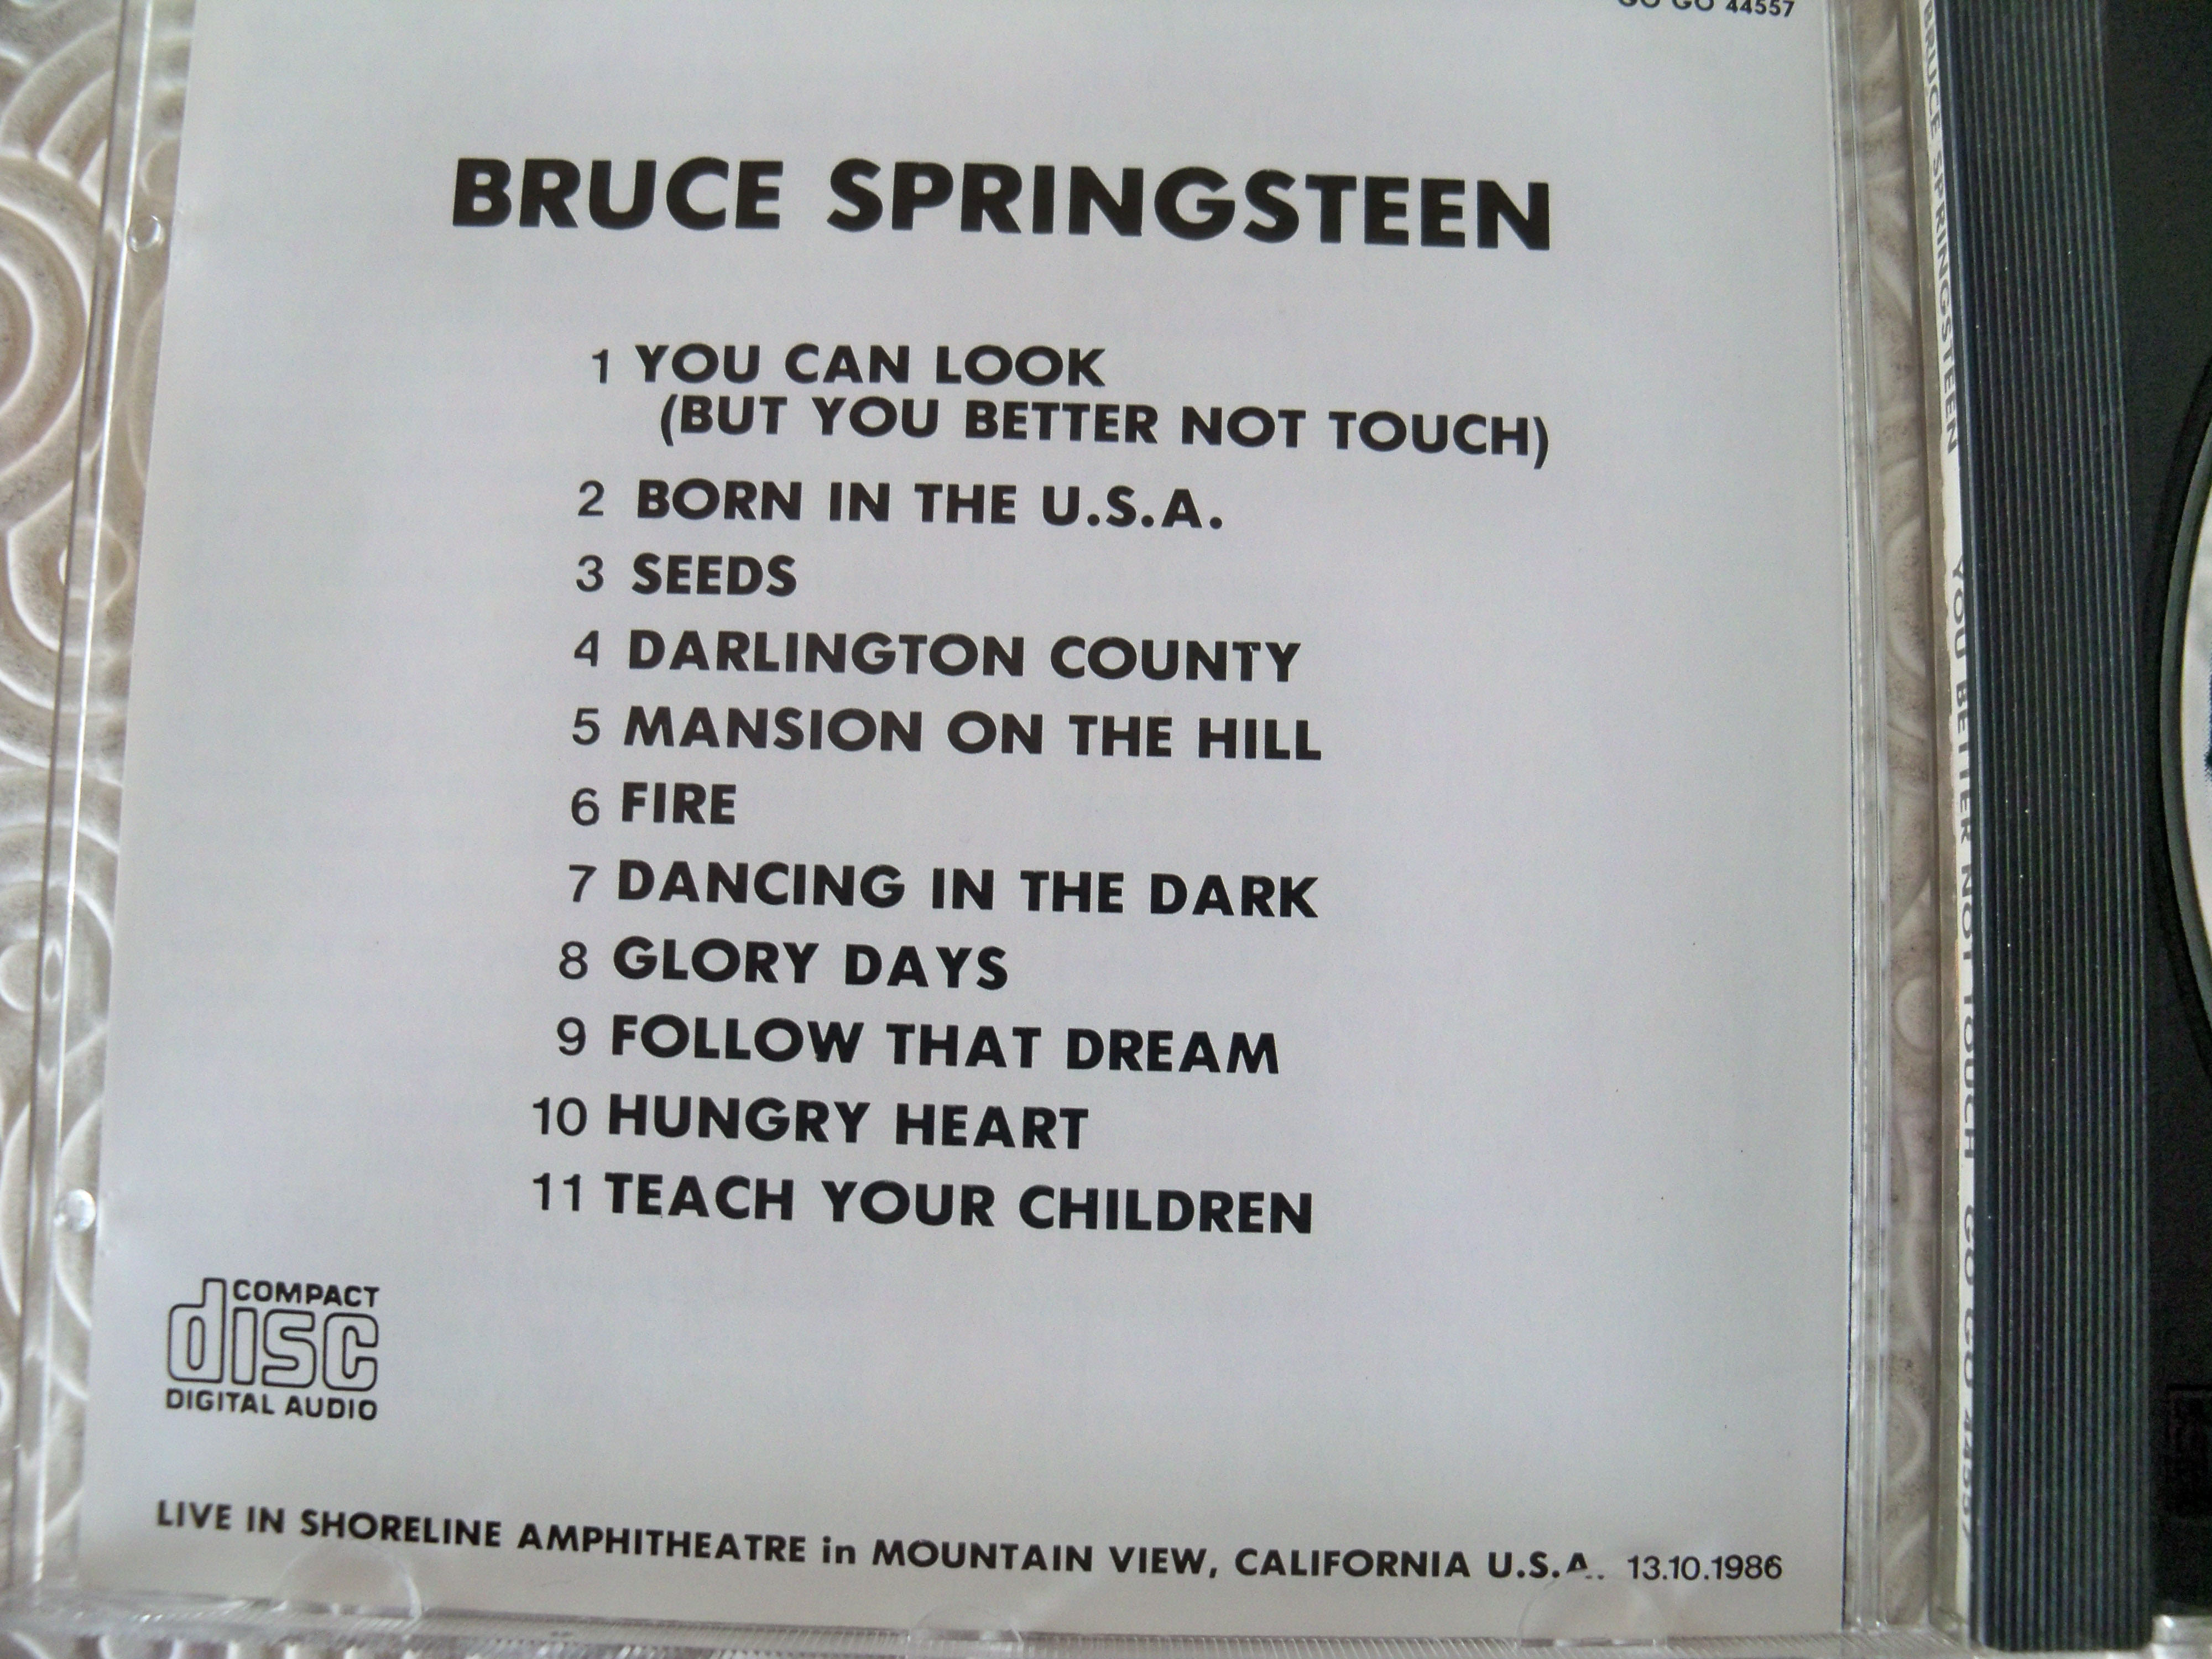 GO GO 44557
BRUCE SPRINGSTEEN
1 YOU CAN LOOK
(BUT YOU BETTER NOT TOUCH)
2 BORN IN THE U.S.A.
3 SEEDS
4 DARLINGTON COUNTY
5 MANSION ON THE HILL
6 FIRE
7 DANCING IN THE DARK
8 GLORY DAYS
9 FOLLOW THAT DREAM
10 HUNGRY HEART
11 TEACH YOUR CHILDREN
COMPACT
disc
DIGITAL AUDIO
LIVE IN SHORELINE AMPHITHEATRE in MOUNTAIN VIEW, CALIFORNIA U.S.A. 13.10.1986
BRUCE SPRINGSTEEN YOU BETTER NOT TOUCH GO GO 44557